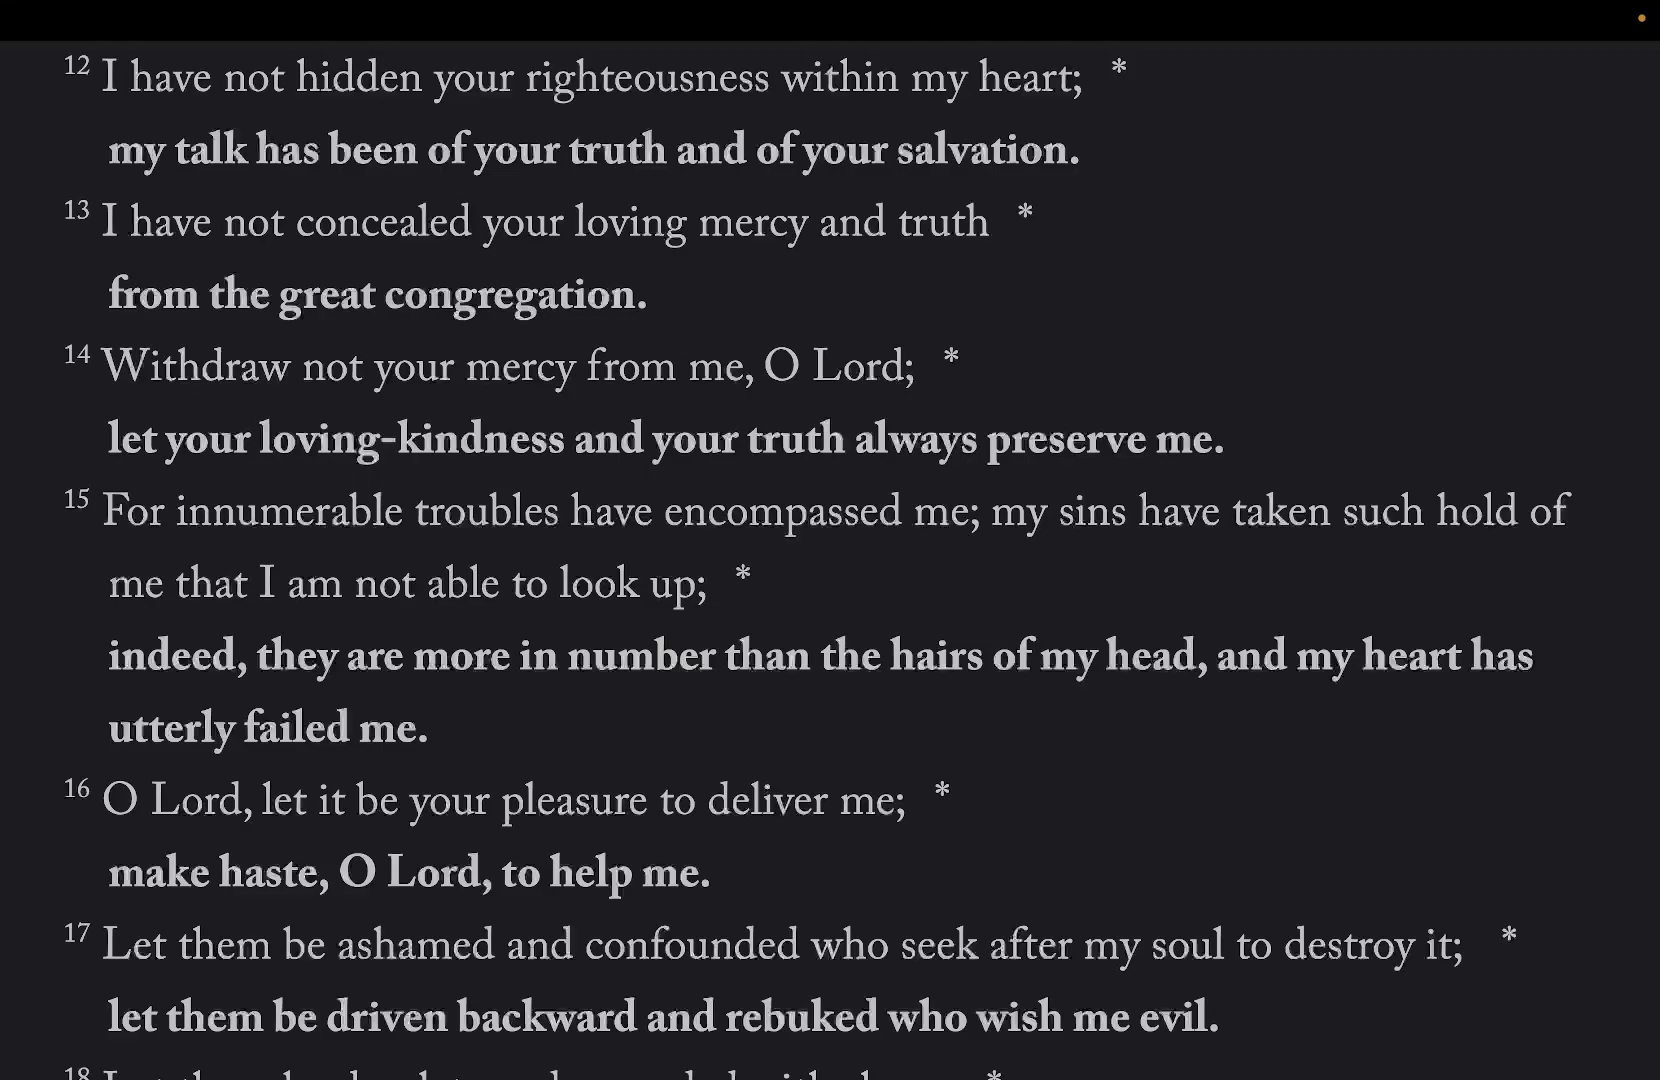 12 I have not hidden your righteousness within my heart; *
my talk has been of your truth and of your salvation.
13 I have not concealed your loving mercy and truth *
from the great congregation.
14 Withdraw not your mercy from me, O Lord; *
let your loving-kindness and your truth always preserve me.
15 For innumerable troubles have encompassed me; my sins have taken such hold of
me that I am not able to look up; *
indeed, they are more in number than the hairs of my head, and my heart has
utterly failed me.
16 O Lord, let it be your pleasure to deliver me; *
make haste, O Lord, to help me.
17 Let them be ashamed and confounded who seek after my soul to destroy it; *
let them be driven backward and rebuked who wish me evil.
18